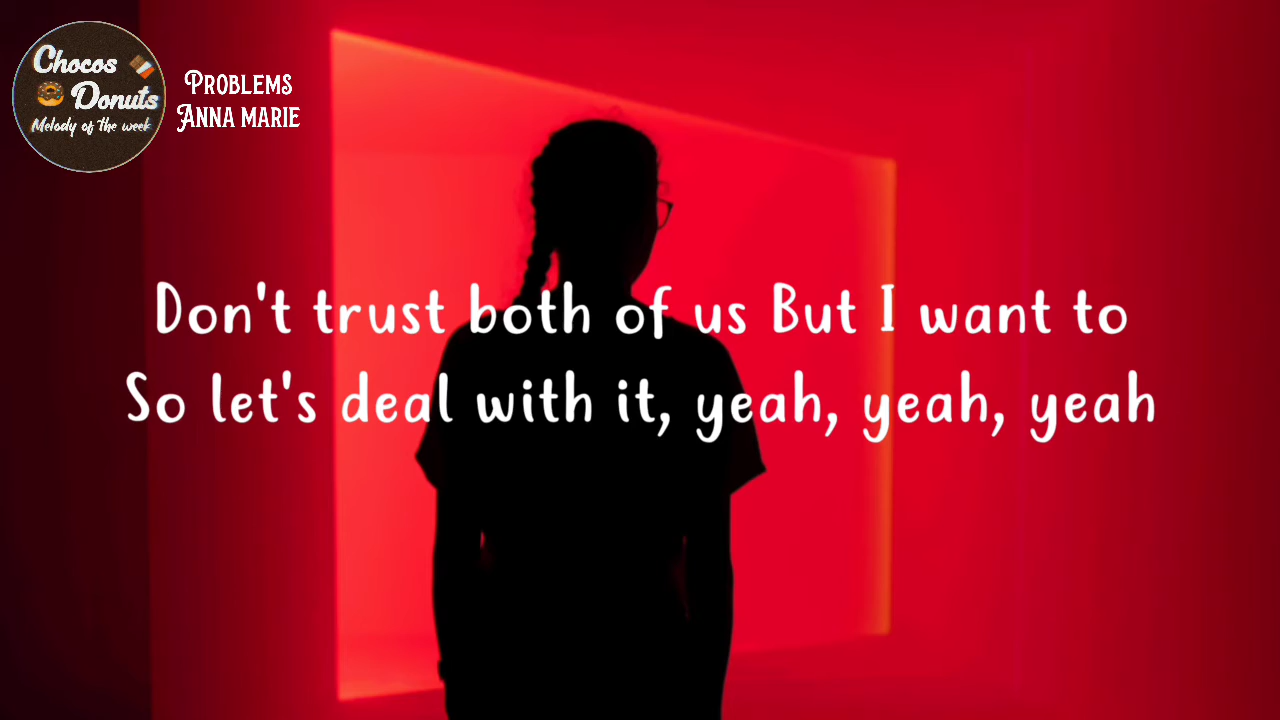 Chocos
Donuts
Melody of the week
PROBLEMS
ANNA MARIE
Don't trust both of us But I want to
So let's deal with it, yeah, yeah, yeah